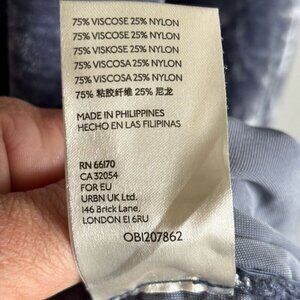 75% VISCOSE 25% NYLON
75% VISCOSE 25% NYLON
75% VISKOSE 25% NYLON
75% VISCOSA 25% NYLON
75% VISCOSA 25% NYLON
75% 粘胶纤维 25% 尼龙
MADE IN PHILIPPINES
HECHO EN LAS FILIPINAS
RN 66170
CA 32054
FOR EU
URBN UK Ltd.
146 Brick Lane,
LONDON E1 6RU
OB1207862